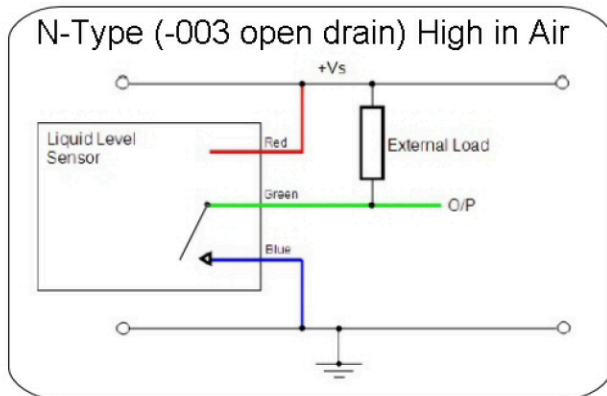 N-Type (-003 open drain) High in Air
+Vs
Liquid Level
Sensor
Red
External Load
Green
O/P
Blue